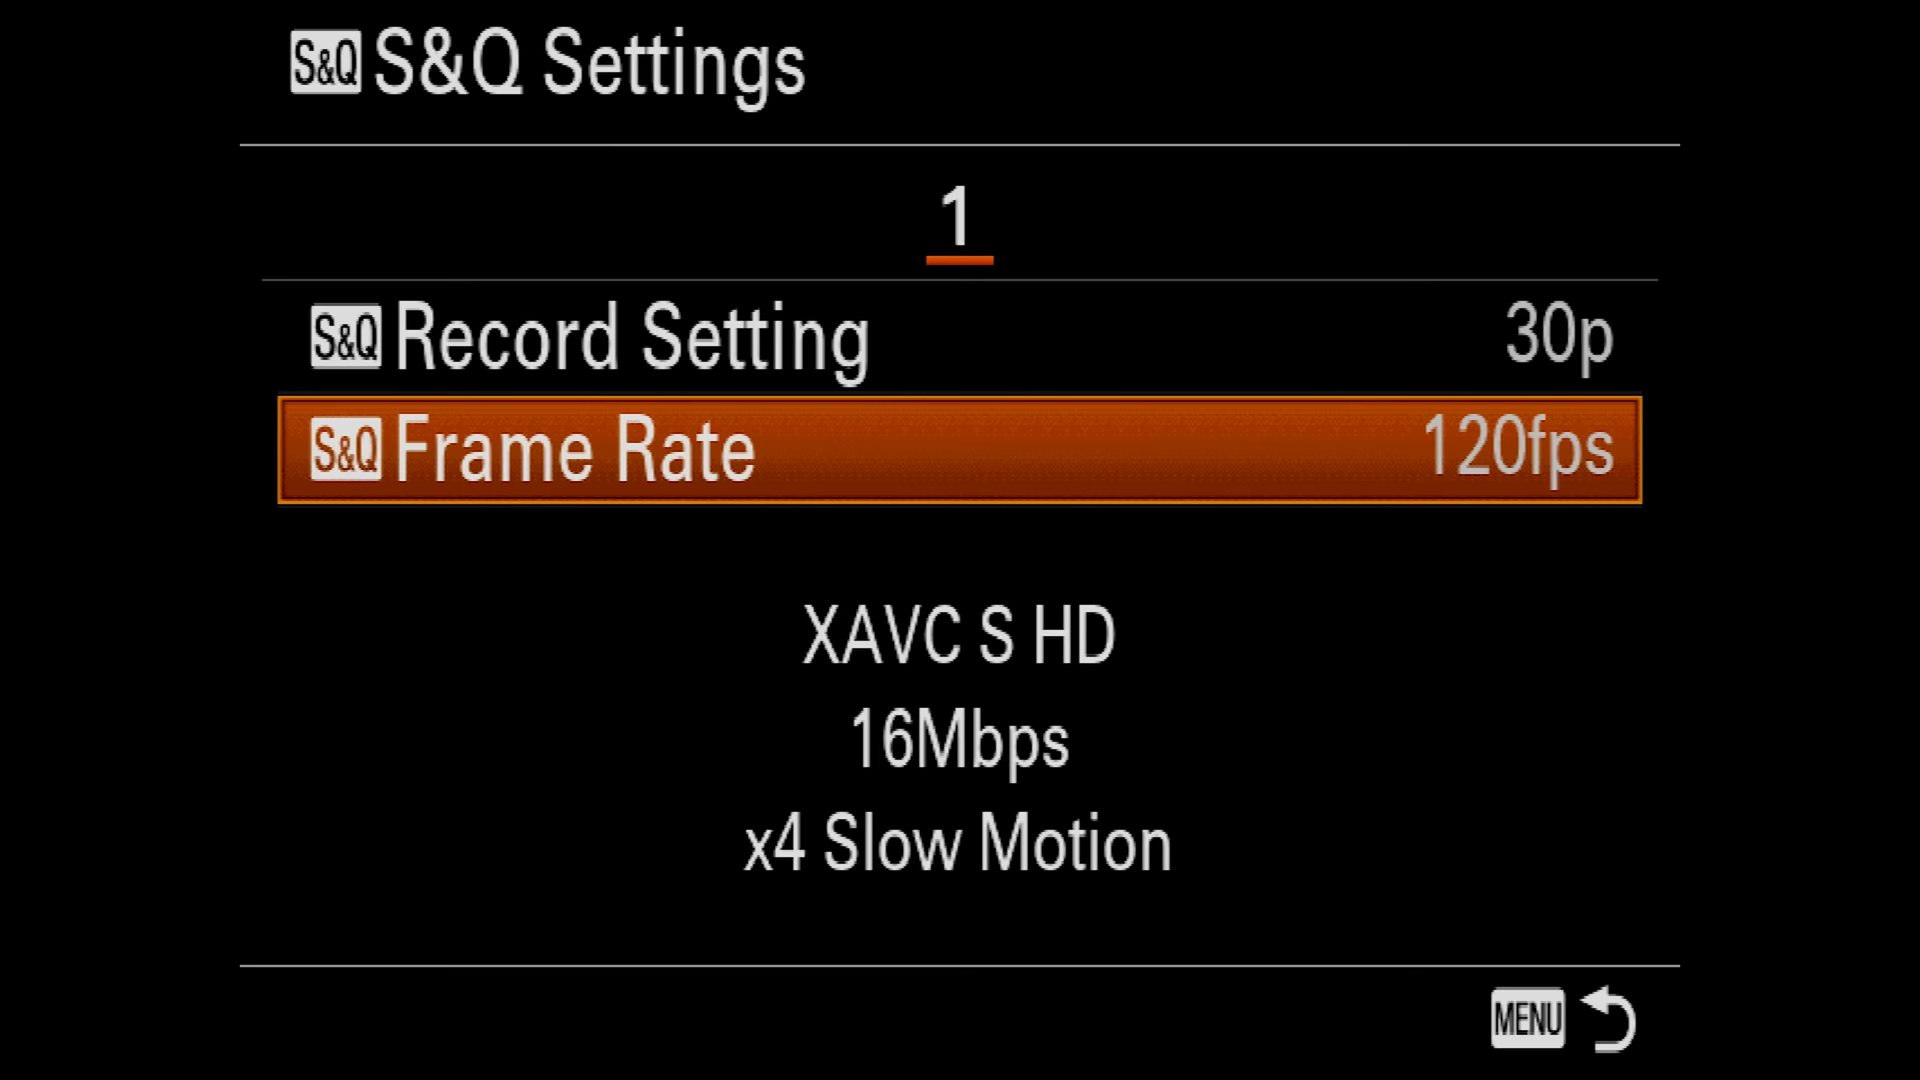 S&Q S&Q Settings
1
S&Q Record Setting 30p
S&Q Frame Rate 120fps
XAVC S HD
16Mbps
x4 Slow Motion
MENU